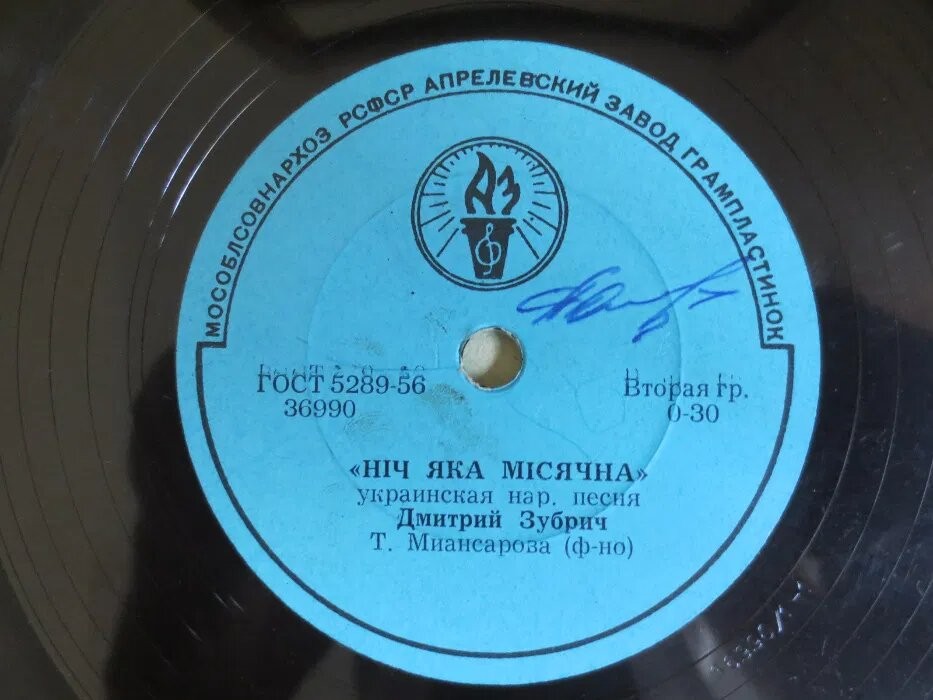 МОСОБЛСОВНАРХОЗ РСФСР АПРЕЛЕВСКИЙ ЗАВОД ГРАМПЛАСТИНОК
АЗ
ГОСТ 5289-56
36990
Вторая гр.
0-30
«НІЧ ЯКА МІСЯЧНА»
украинская нар. песня
Дмитрий Зубрич
Т. Миансарова (ф-но)